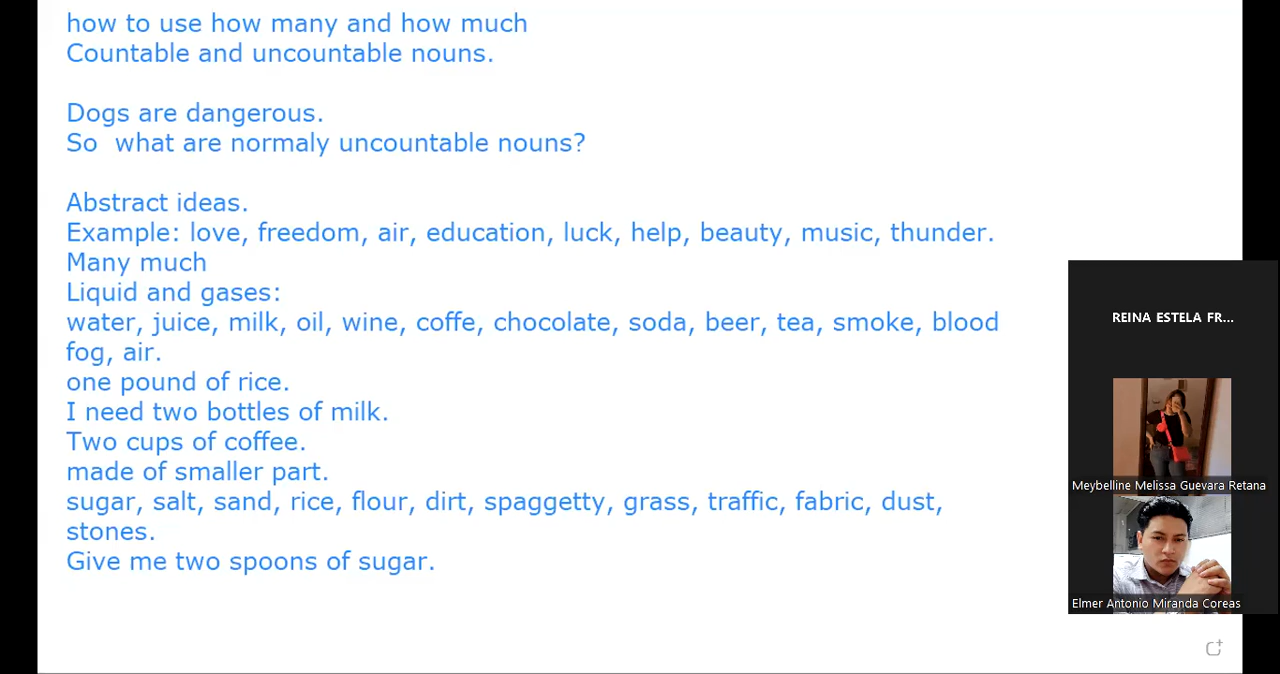 how to use how many and how much
Countable and uncountable nouns.
Dogs are dangerous.
So  what are normaly uncountable nouns?
Abstract ideas.
Example: love, freedom, air, education, luck, help, beauty, music, thunder.
Many much
Liquid and gases:
water, juice, milk, oil, wine, coffe, chocolate, soda, beer, tea, smoke, blood
fog, air.
one pound of rice.
I need two bottles of milk.
Two cups of coffee.
made of smaller part.
sugar, salt, sand, rice, flour, dirt, spaggetty, grass, traffic, fabric, dust,
stones.
Give me two spoons of sugar.
REINA ESTELA FR...
Meybelline Melissa Guevara Retana
Elmer Antonio Miranda Coreas